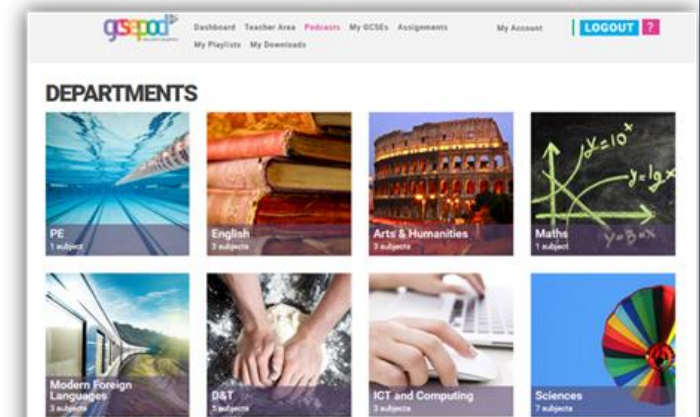 gcsepod
Dashboard Teacher Area Podcasts My GCSEs Assignments My Account LOGOUT ?
My Playlists My Downloads
DEPARTMENTS
PE
1 subject
English
3 subjects
Arts & Humanities
3 subjects
Maths
1 subject
y=10ˣ
Modern Foreign
Languages
3 subjects
D&T
5 subjects
ICT and Computing
3 subjects
Sciences
7 subjects